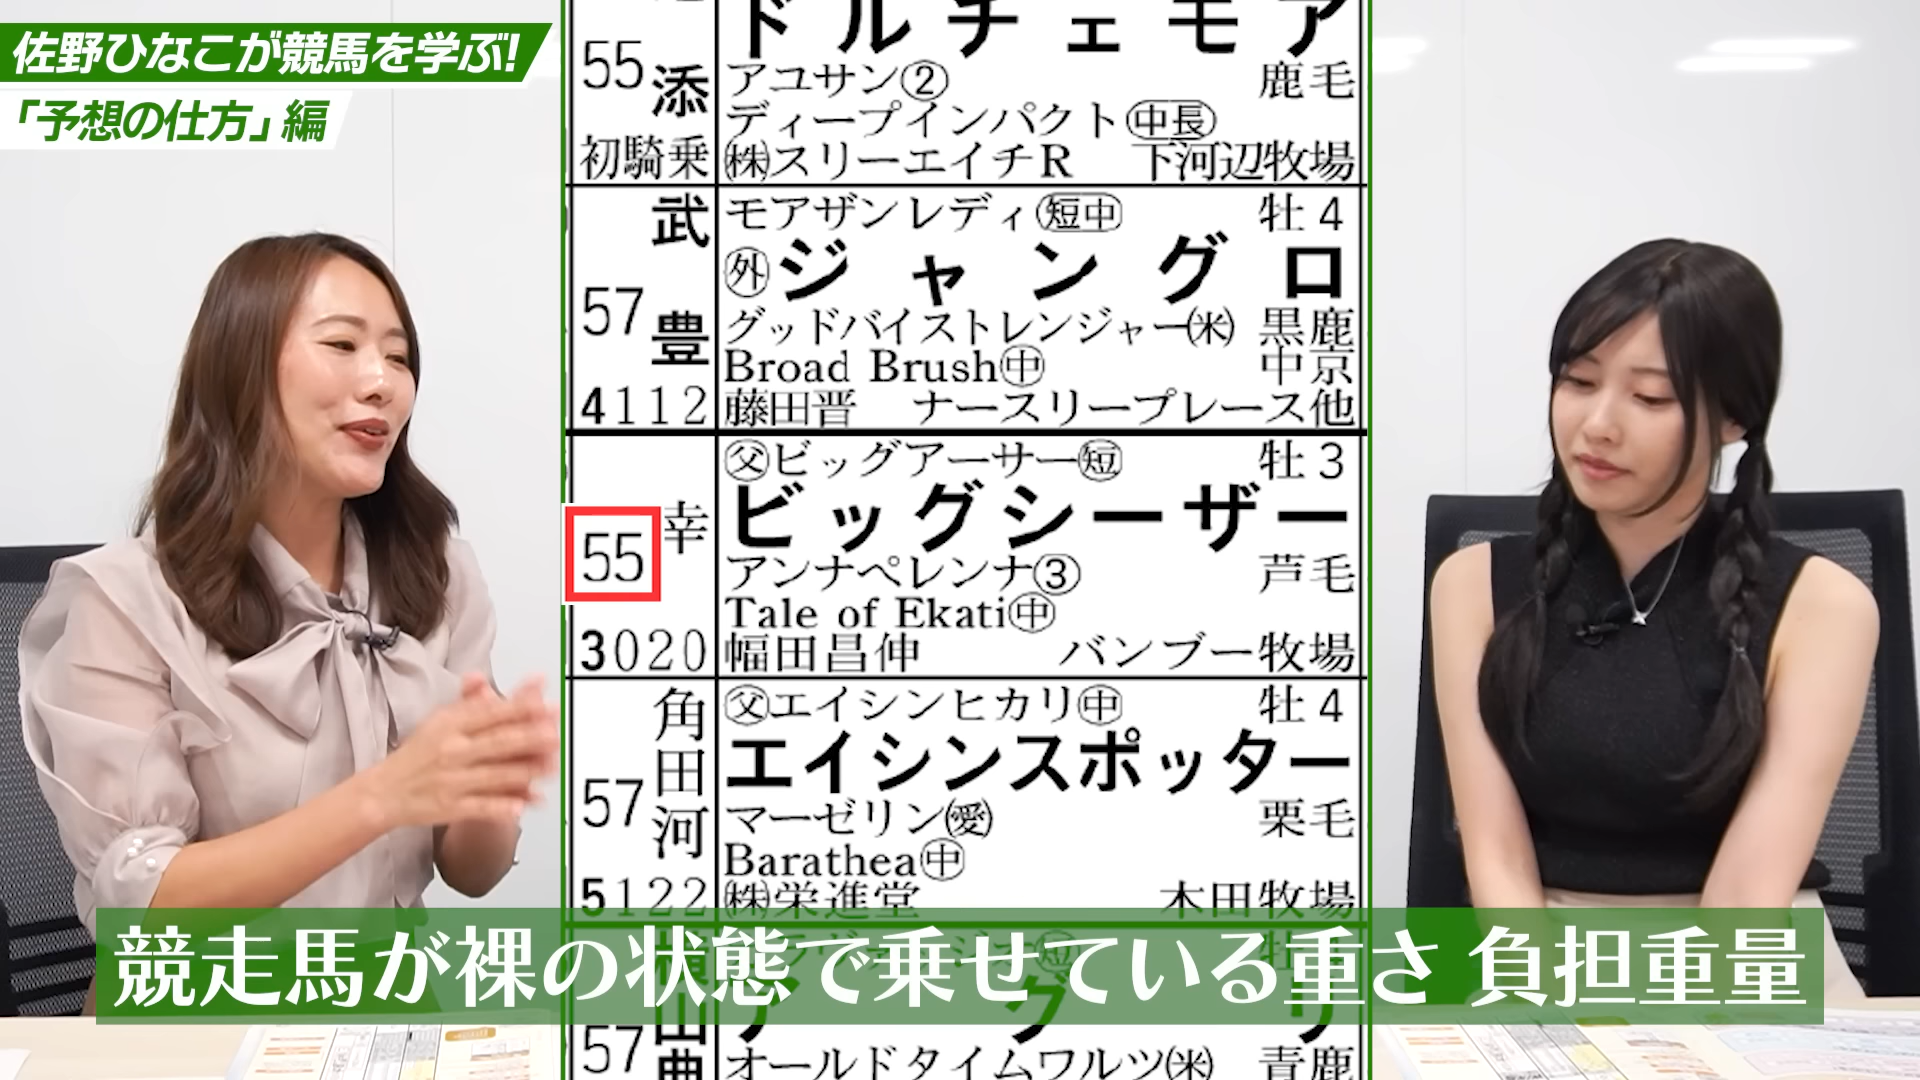 佐野ひなこが競馬を学ぶ!
「予想の仕方」編
ドルチェモア
55 添
アユサン② 鹿毛
ディープインパクト㊥長
初騎乗 ㈱スリーエイチR 下河辺牧場
武豊
モアザンレディ短中 牡4
外ジャングロ
57
グッドバイストレンジャー(米) 黒鹿
Broad Brush㊥ 中京
4112 藤田晋 ナースリープレース他
父ビッグアーサー短 牡3
幸 ビッグシーザー
55
アンナペレンナ③ 芦毛
Tale of Ekati㊥
3020 幅田昌伸 バンブー牧場
角田河
父エイシンヒカリ㊥ 牡4
エイシンスポッター
57
マーゼリン(愛) 栗毛
Barathea㊥
5122 ㈱栄進堂 木田牧場
競走馬が裸の状態で乗せている重さ 負担重量
57
オールドタイムワルツ(米) 青鹿